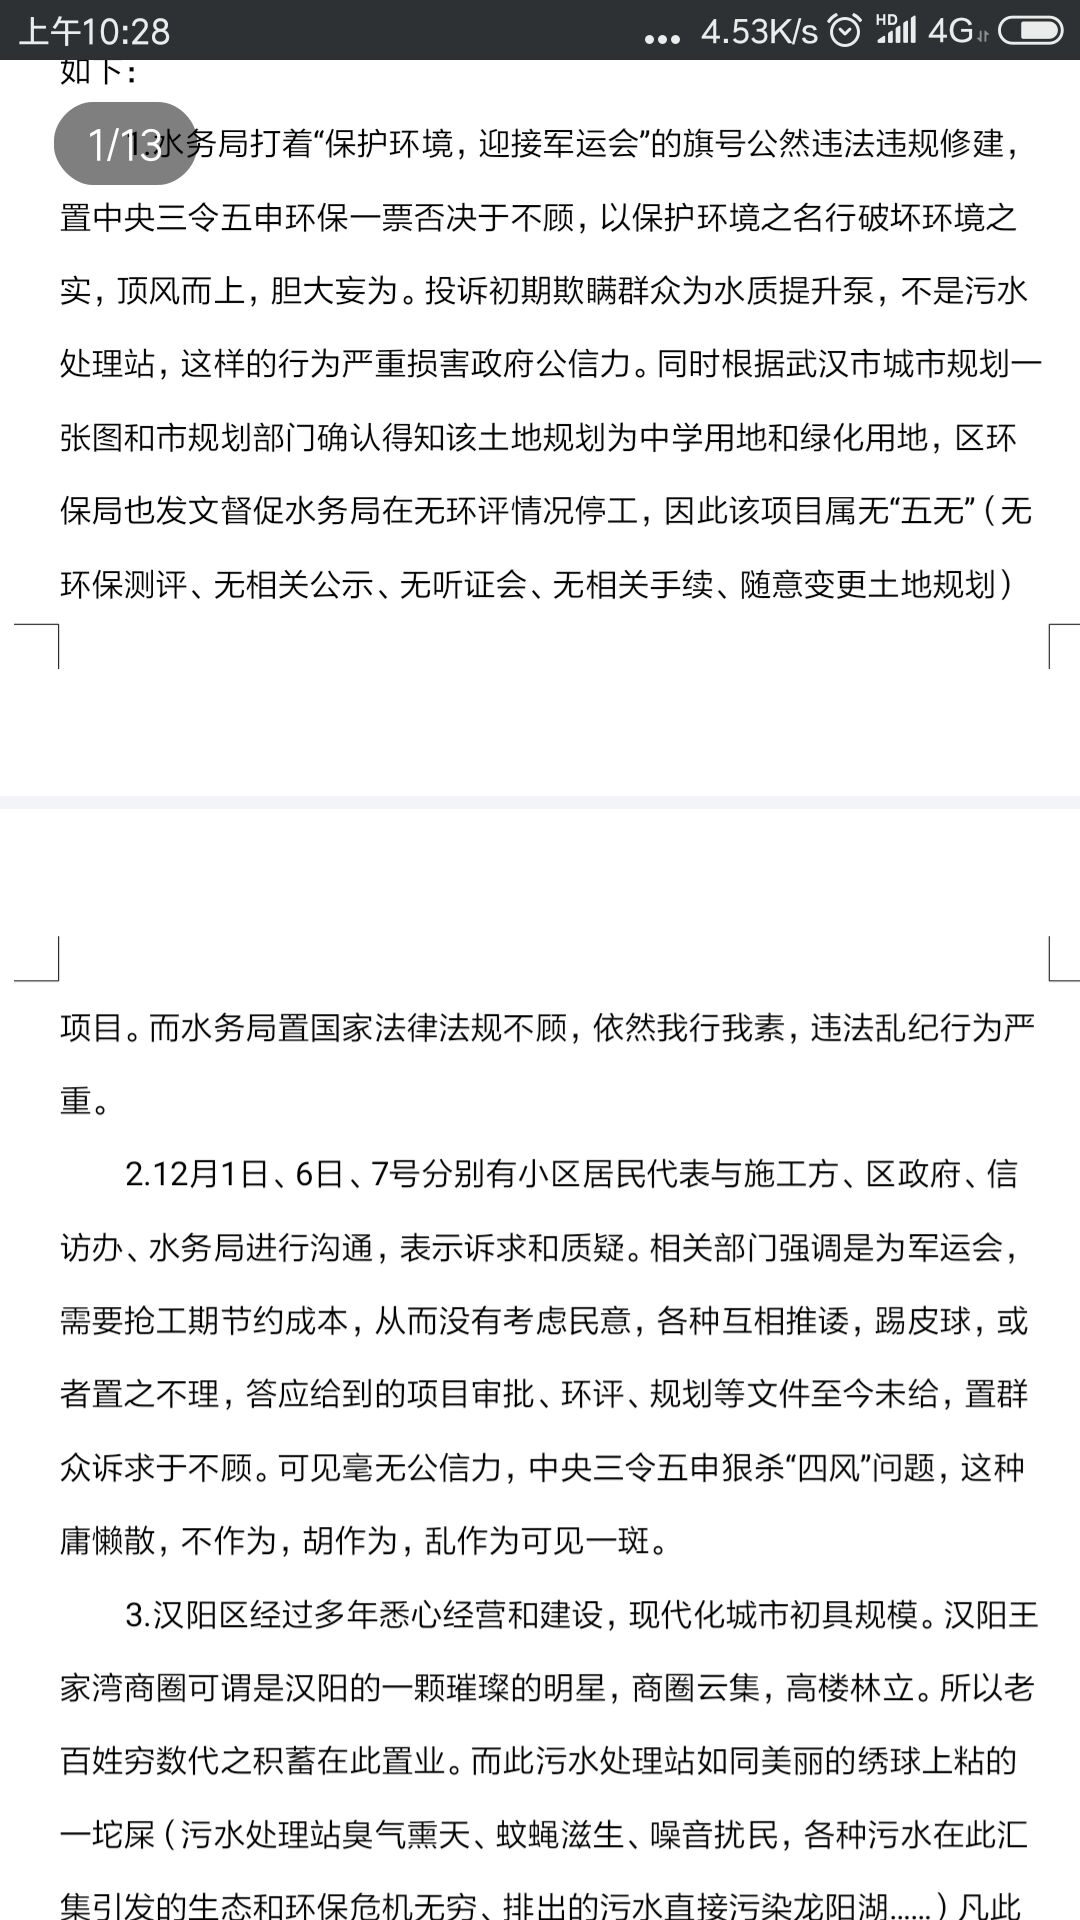 上午10:28
... 4.53K/s HD 4G
如下：
1/13
1.水务局打着“保护环境，迎接军运会”的旗号公然违法违规修建，
置中央三令五申环保一票否决于不顾，以保护环境之名行破坏环境之
实，顶风而上，胆大妄为。投诉初期欺瞒群众为水质提升泵，不是污水
处理站，这样的行为严重损害政府公信力。同时根据武汉市城市规划一
张图和市规划部门确认得知该土地规划为中学用地和绿化用地，区环
保局也发文督促水务局在无环评情况停工，因此该项目属无“五无”（无
环保测评、无相关公示、无听证会、无相关手续、随意变更土地规划）
项目。而水务局置国家法律法规不顾，依然我行我素，违法乱纪行为严
重。
2.12月1日、6日、7号分别有小区居民代表与施工方、区政府、信
访办、水务局进行沟通，表示诉求和质疑。相关部门强调是为军运会，
需要抢工期节约成本，从而没有考虑民意，各种互相推诿，踢皮球，或
者置之不理，答应给到的项目审批、环评、规划等文件至今未给，置群
众诉求于不顾。可见毫无公信力，中央三令五申狠杀“四风”问题，这种
庸懒散，不作为，胡作为，乱作为可见一斑。
3.汉阳区经过多年悉心经营和建设，现代化城市初具规模。汉阳王
家湾商圈可谓是汉阳的一颗璀璨的明星，商圈云集，高楼林立。所以老
百姓穷数代之积蓄在此置业。而此污水处理站如同美丽的绣球上粘的
一坨屎（污水处理站臭气熏天、蚊蝇滋生、噪音扰民，各种污水在此汇
集引发的生态和环保危机无穷、排出的污水直接污染龙阳湖......）凡此